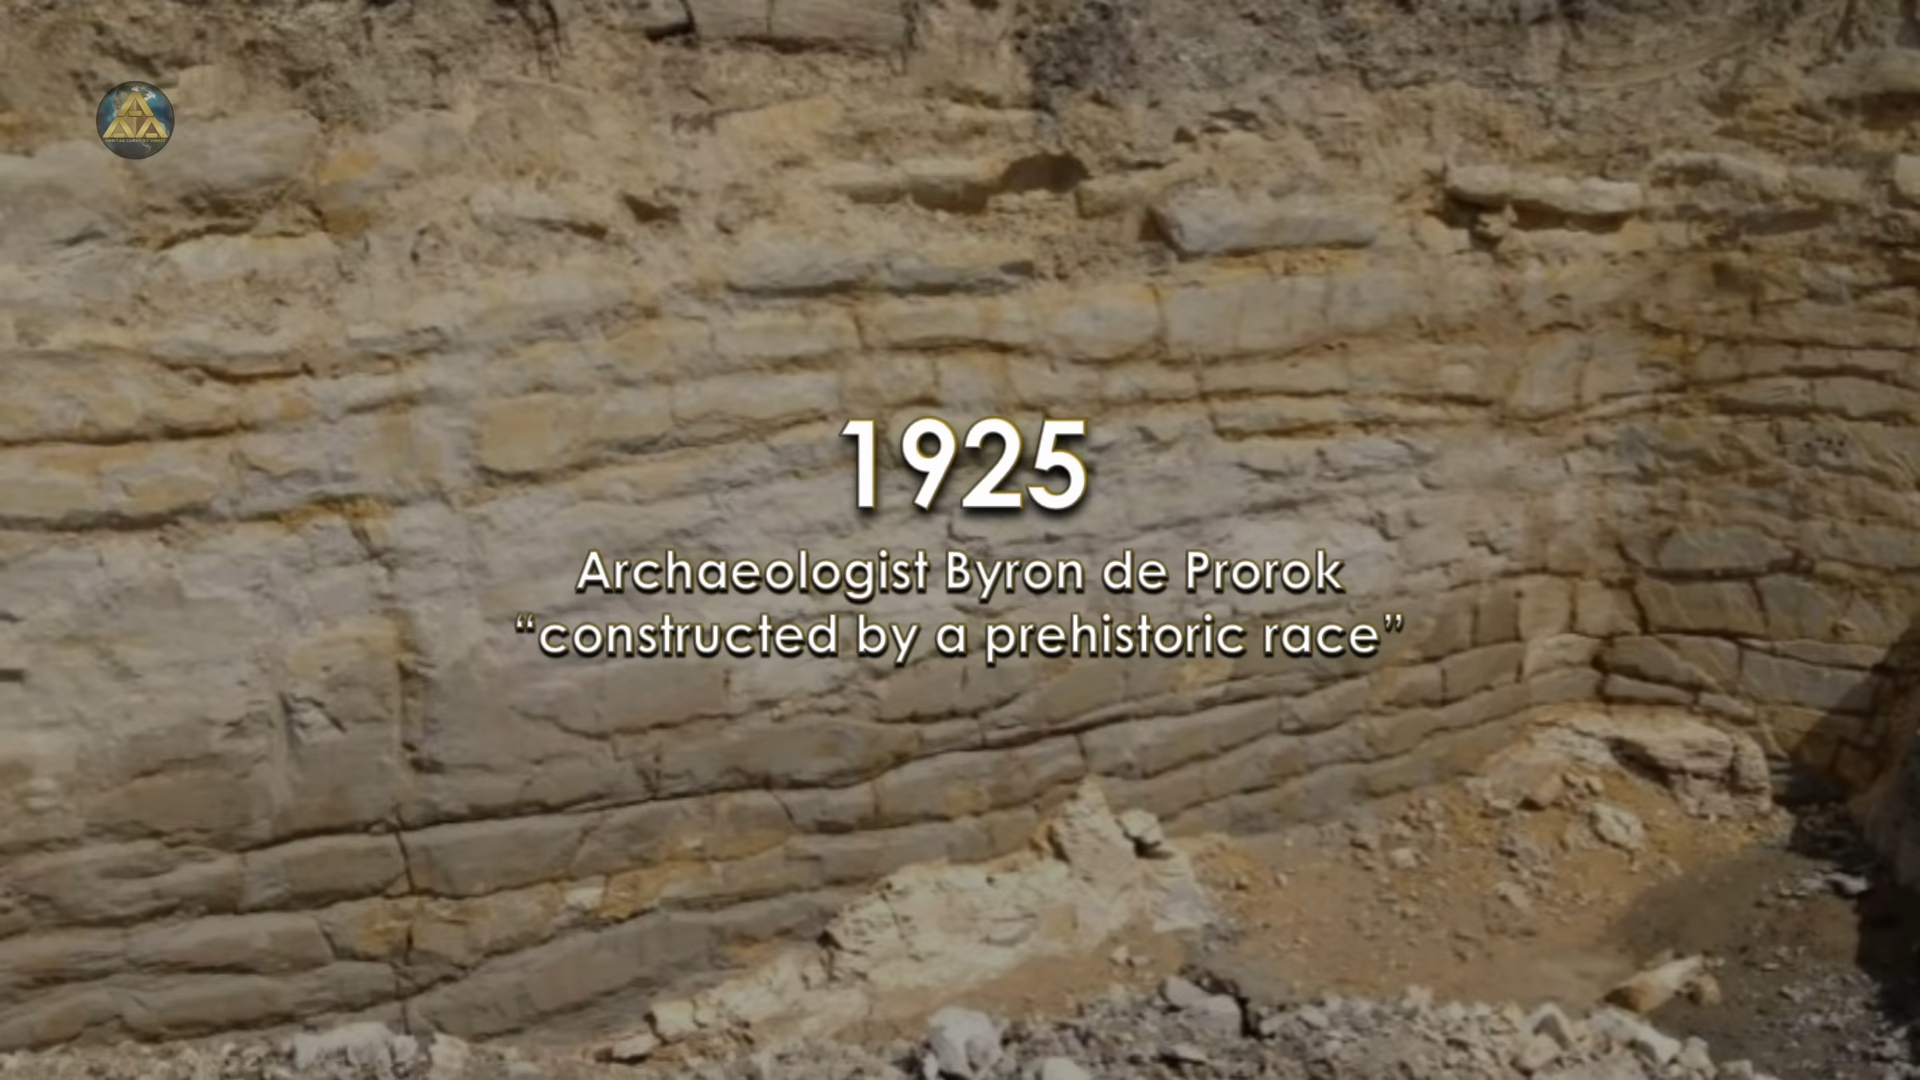 1925
Archaeologist Byron de Prorok
“constructed by a prehistoric race”